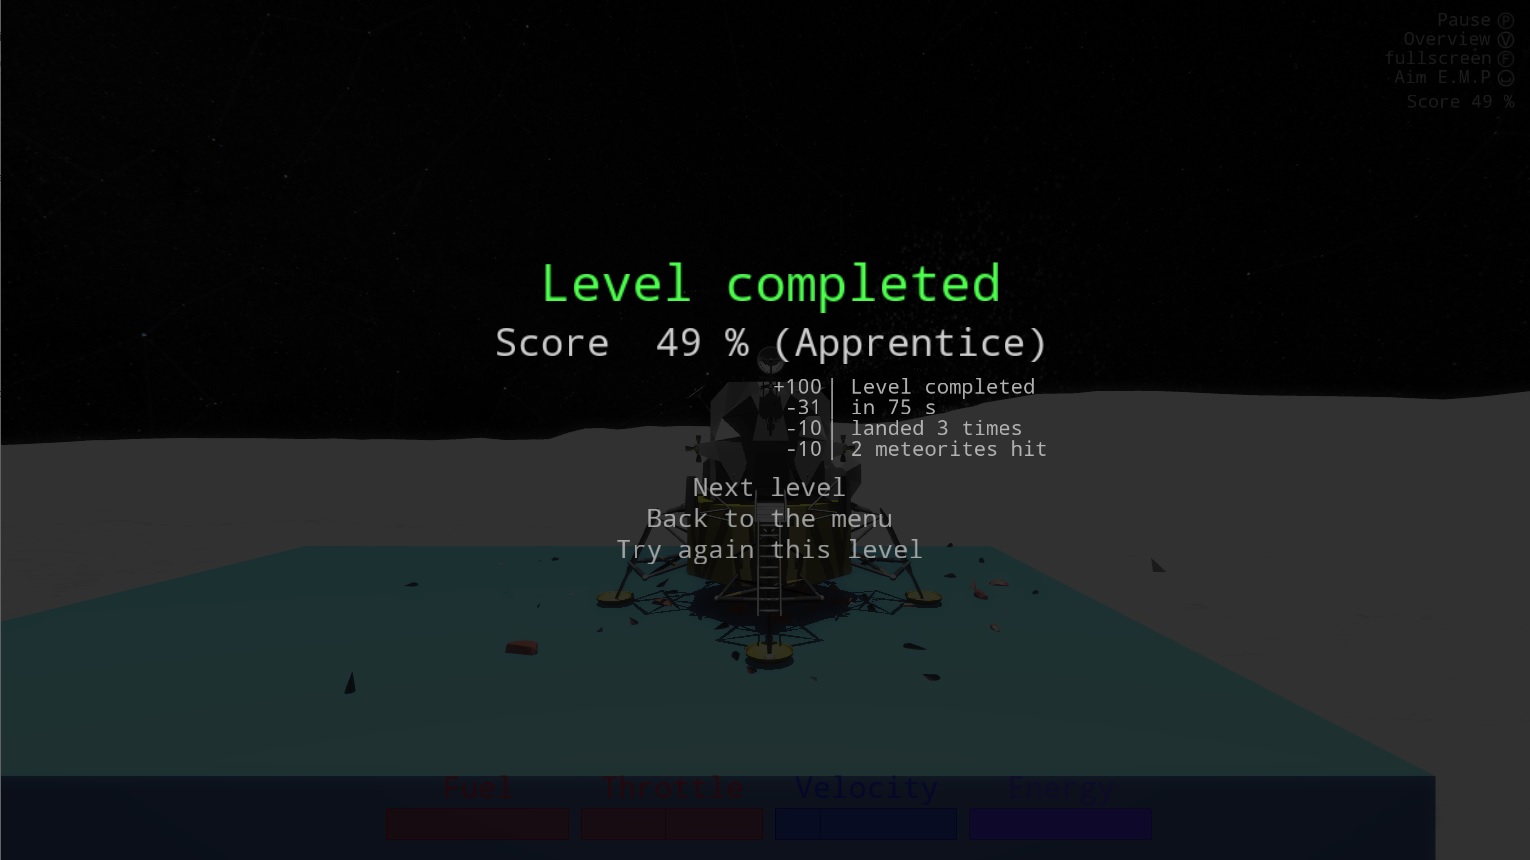 Pause P
Overview V
fullscreen F
Aim E.M.P
Score 49 %
Level completed
Score 49 % (Apprentice)
+100 | Level completed
-31 | in 75 s
-10 | landed 3 times
-10 | 2 meteorites hit
Next level
Back to the menu
Try again this level
Fuel Throttle Velocity Energy